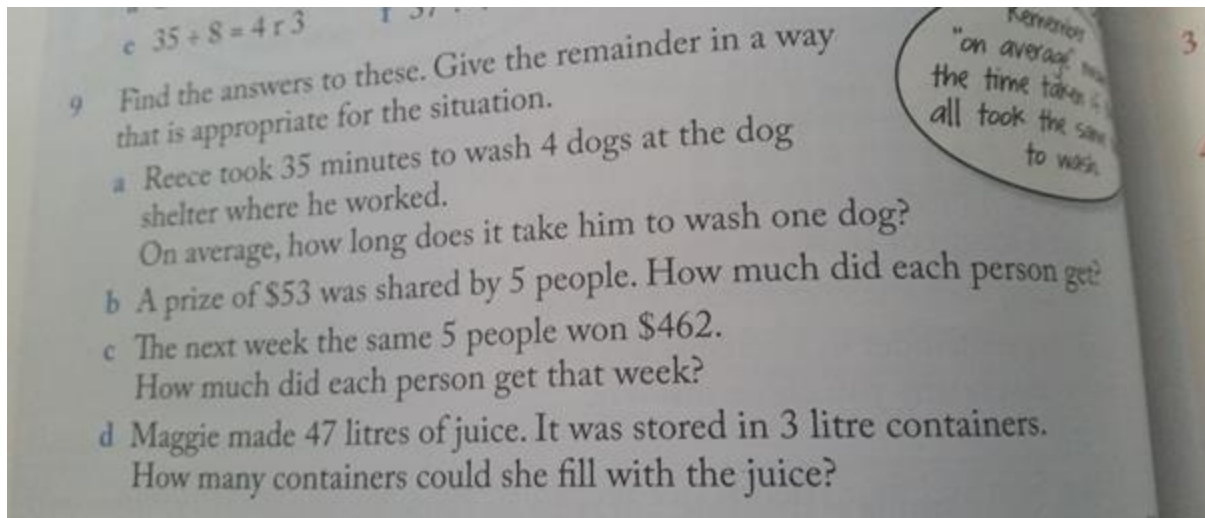 e 35 ÷ 8 = 4 r 3
f
9 Find the answers to these. Give the remainder in a way
that is appropriate for the situation.
a Reece took 35 minutes to wash 4 dogs at the dog
shelter where he worked.
On average, how long does it take him to wash one dog?
b A prize of $53 was shared by 5 people. How much did each person get?
c The next week the same 5 people won $462.
How much did each person get that week?
d Maggie made 47 litres of juice. It was stored in 3 litre containers.
How many containers could she fill with the juice?
Remember
"on average"
the time taken
all took the same
to wash
3